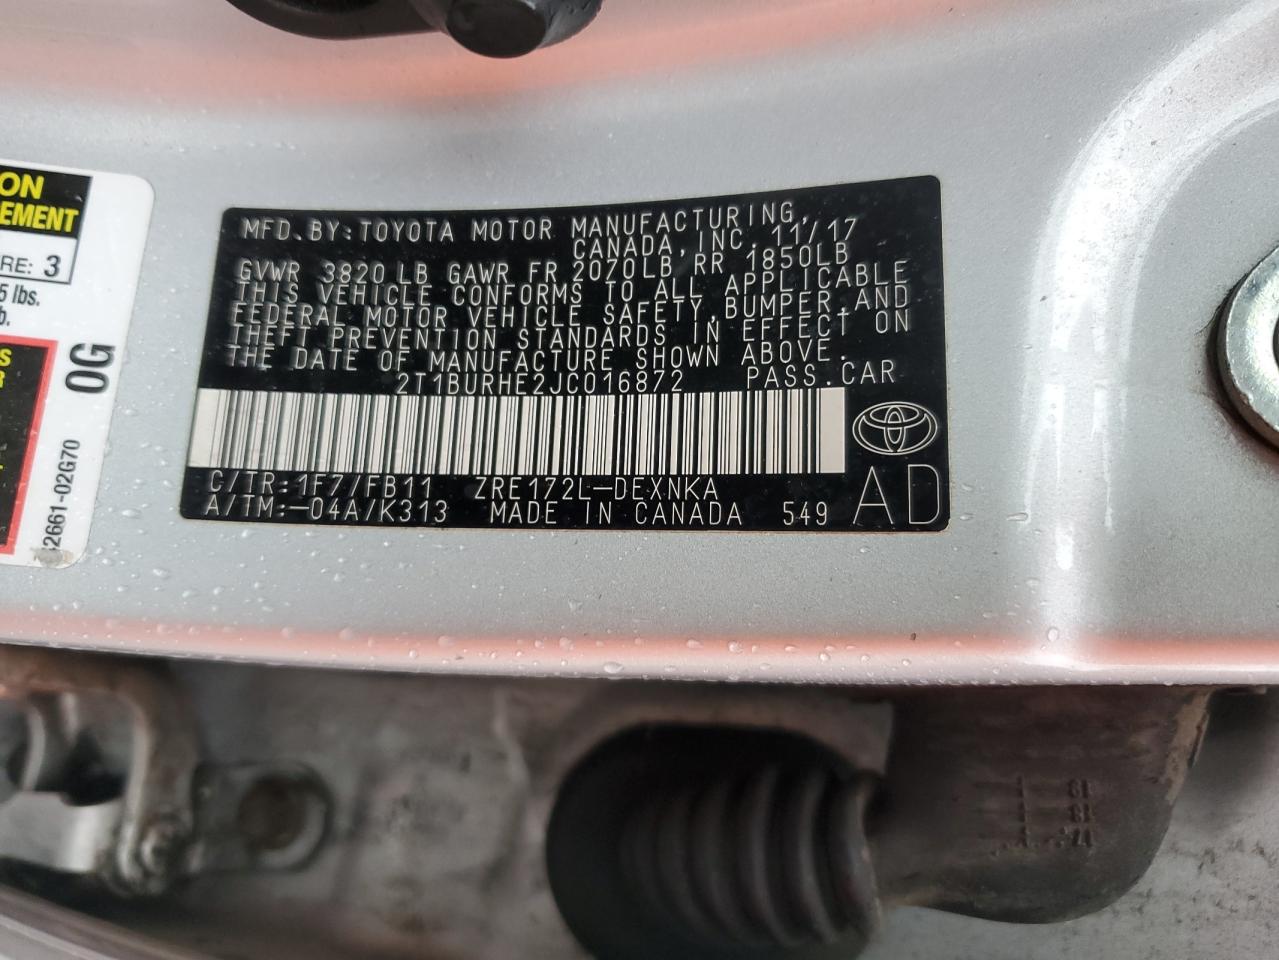 ON
EMENT
RE: 3
5 lbs.
b.
S
0G
2661-02G70
MFD. BY: TOYOTA MOTOR MANUFACTURING,
CANADA, INC. 11/17
GVWR 3820 LB GAWR FR 2070LB, RR 1850LB
THIS VEHICLE CONFORMS TO ALL APPLICABLE
FEDERAL MOTOR VEHICLE SAFETY, BUMPER, AND
THEFT PREVENTION STANDARDS IN EFFECT ON
THE DATE OF MANUFACTURE SHOWN ABOVE.
2T1BURHE2JC016872 PASS. CAR
C/TR: 1F7/FB11 ZRE172L-DEXNKA
A/TM: -04A/K313 MADE IN CANADA 549
AD